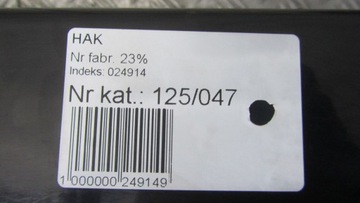 HAK
Nr fabr. 23%
Indeks: 024914
Nr kat.: 125/047
1 000000 249149